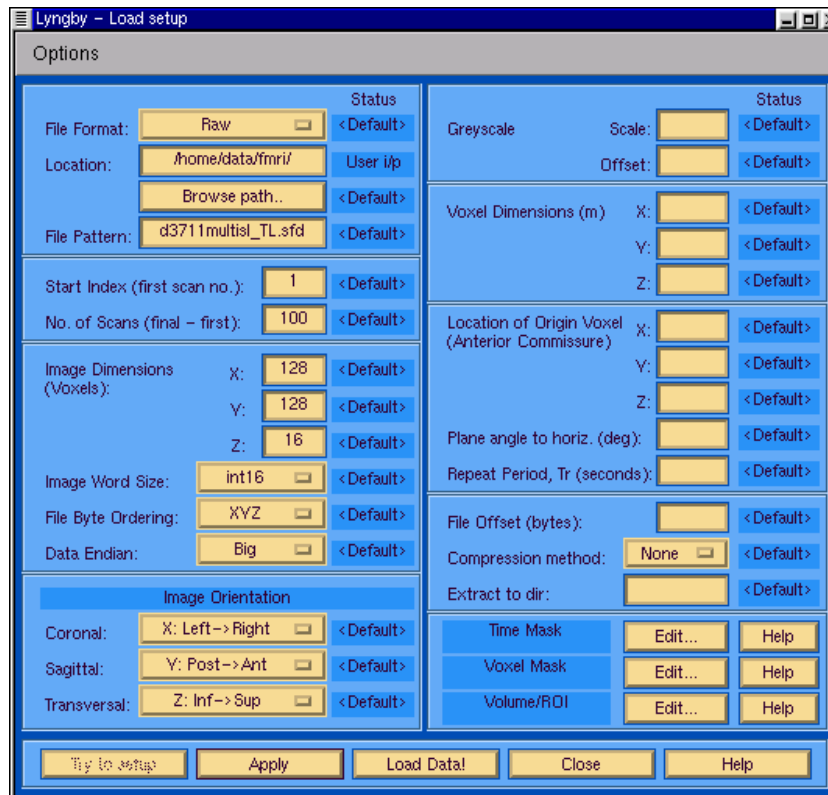 Lyngby – Load setup
Options
Status
File Format: Raw <Default>
Location: /home/data/fmri/ User i/p
Browse path.. <Default>
File Pattern: d3711multisl_TL.sfd <Default>
Start Index (first scan no.): 1 <Default>
No. of Scans (final – first): 100 <Default>
Image Dimensions (Voxels): X: 128 <Default>
Y: 128 <Default>
Z: 16 <Default>
Image Word Size: int16 <Default>
File Byte Ordering: XYZ <Default>
Data Endian: Big <Default>
Image Orientation
Coronal: X: Left–>Right <Default>
Sagittal: Y: Post–>Ant <Default>
Transversal: Z: Inf–>Sup <Default>
Status
Greyscale Scale: <Default>
Offset: <Default>
Voxel Dimensions (m) X: <Default>
Y: <Default>
Z: <Default>
Location of Origin Voxel X: <Default>
(Anterior Commissure)
Y: <Default>
Z: <Default>
Plane angle to horiz. (deg): <Default>
Repeat Period, Tr (seconds): <Default>
File Offset (bytes): <Default>
Compression method: None <Default>
Extract to dir: <Default>
Time Mask Edit... Help
Voxel Mask Edit... Help
Volume/ROI Edit... Help
Try to setup Apply Load Data! Close Help